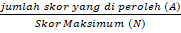 jumlah skor yang di peroleh (A)
Skor Maksimum (N)